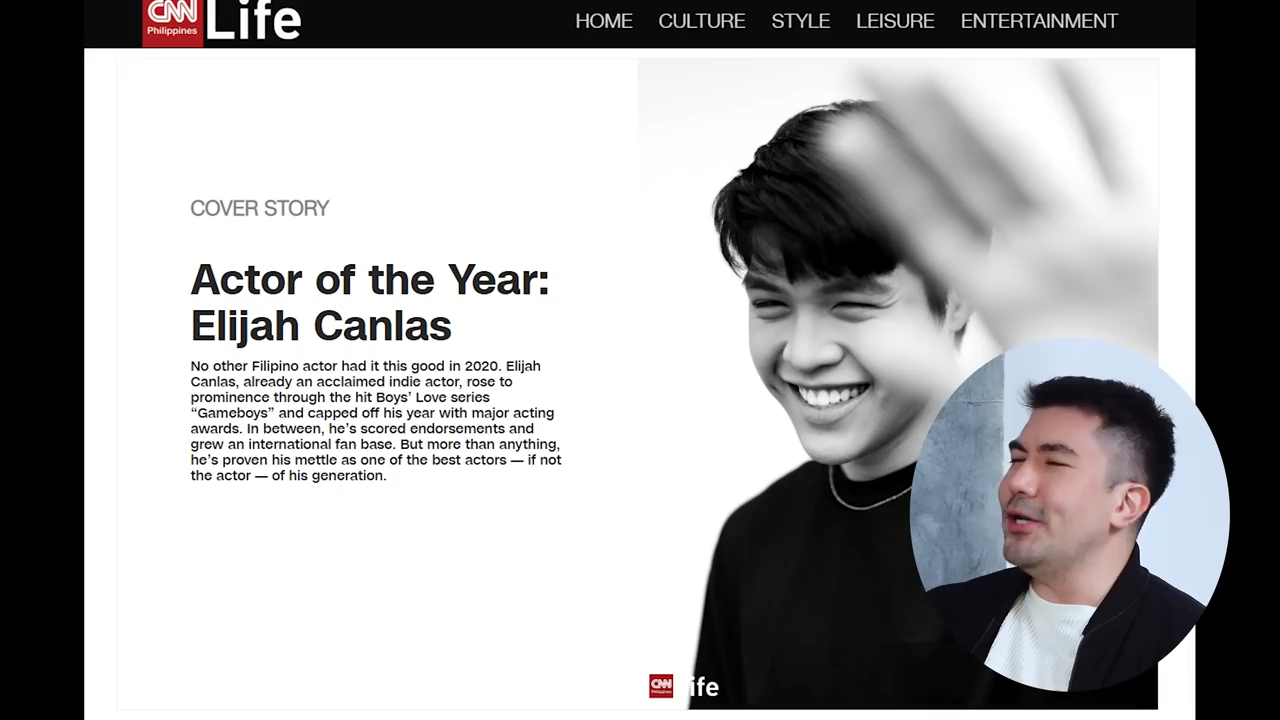 CNN
Philippines
Life
HOME CULTURE STYLE LEISURE ENTERTAINMENT
COVER STORY
Actor of the Year:
Elijah Canlas
No other Filipino actor had it this good in 2020. Elijah
Canlas, already an acclaimed indie actor, rose to
prominence through the hit Boys’ Love series
“Gameboys” and capped off his year with major acting
awards. In between, he’s scored endorsements and
grew an international fan base. But more than anything,
he’s proven his mettle as one of the best actors — if not
the actor — of his generation.
CNN
Philippines
Life